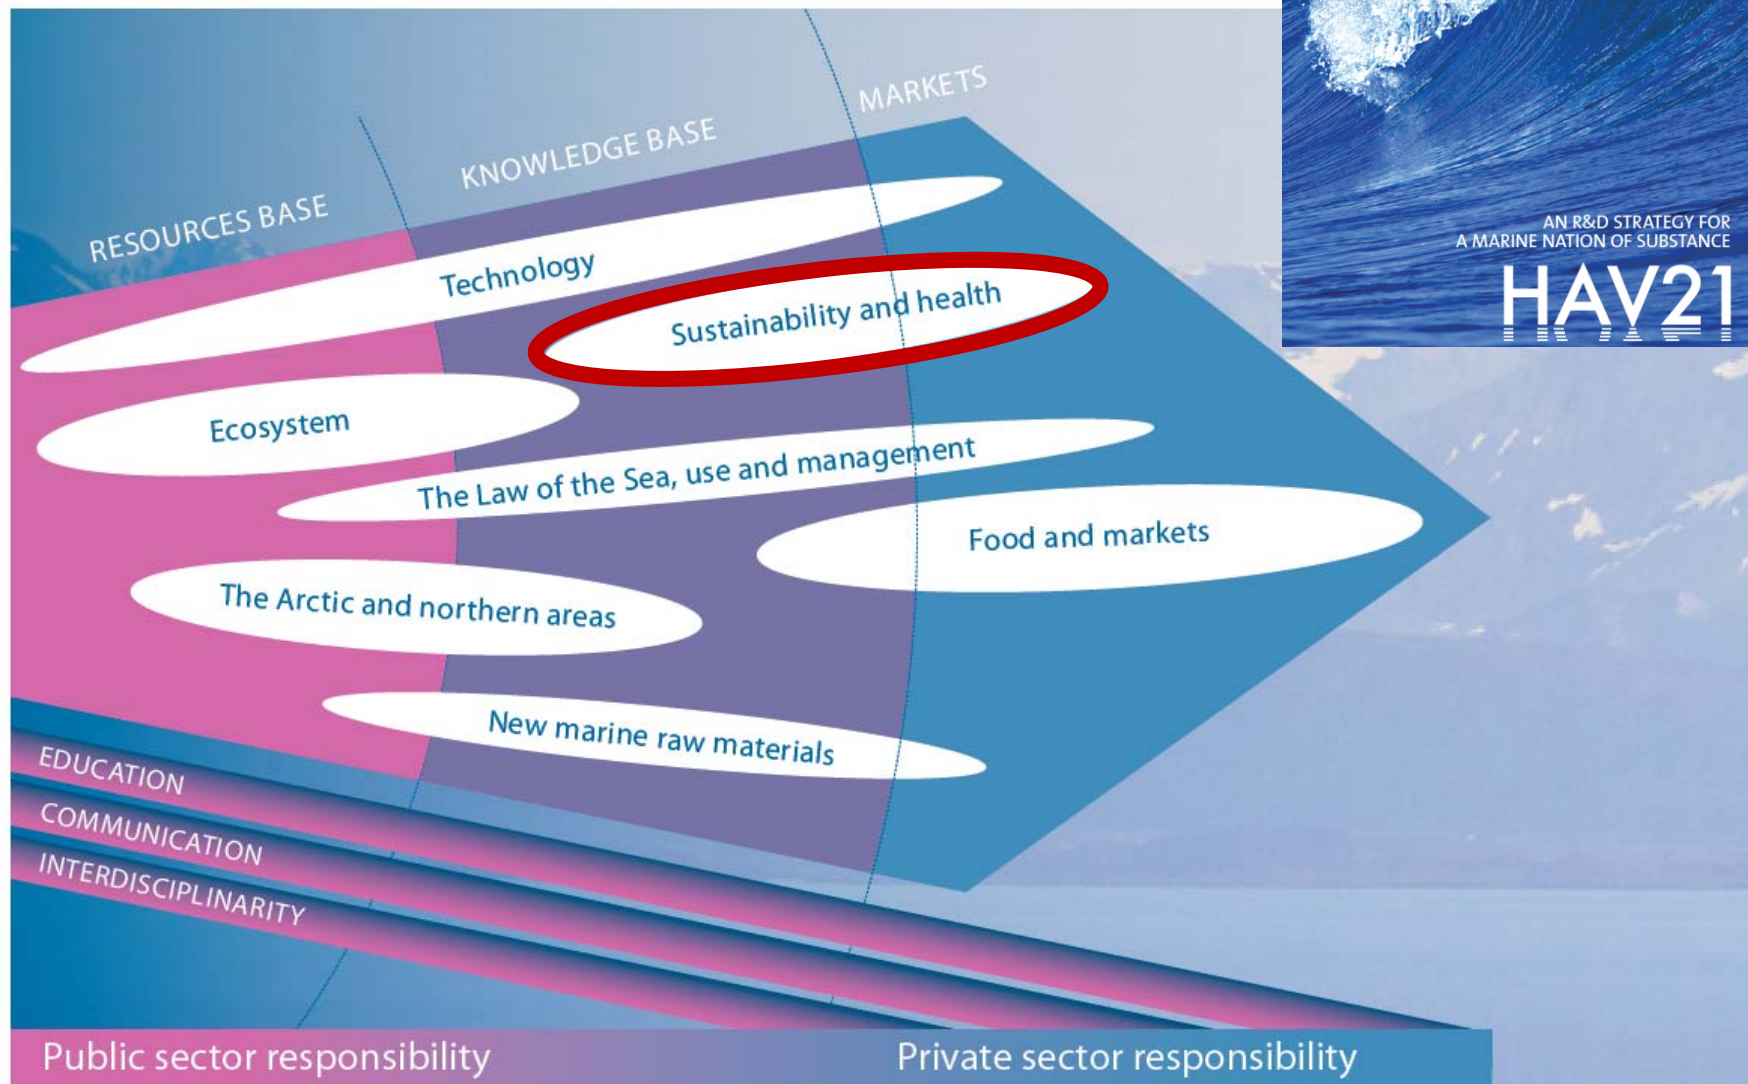 RESOURCES BASE
KNOWLEDGE BASE
MARKETS
AN R&D STRATEGY FOR
A MARINE NATION OF SUBSTANCE
HAV21
Technology
Sustainability and health
Ecosystem
The Law of the Sea, use and management
Food and markets
The Arctic and northern areas
New marine raw materials
EDUCATION
COMMUNICATION
INTERDISCIPLINARITY
Public sector responsibility
Private sector responsibility